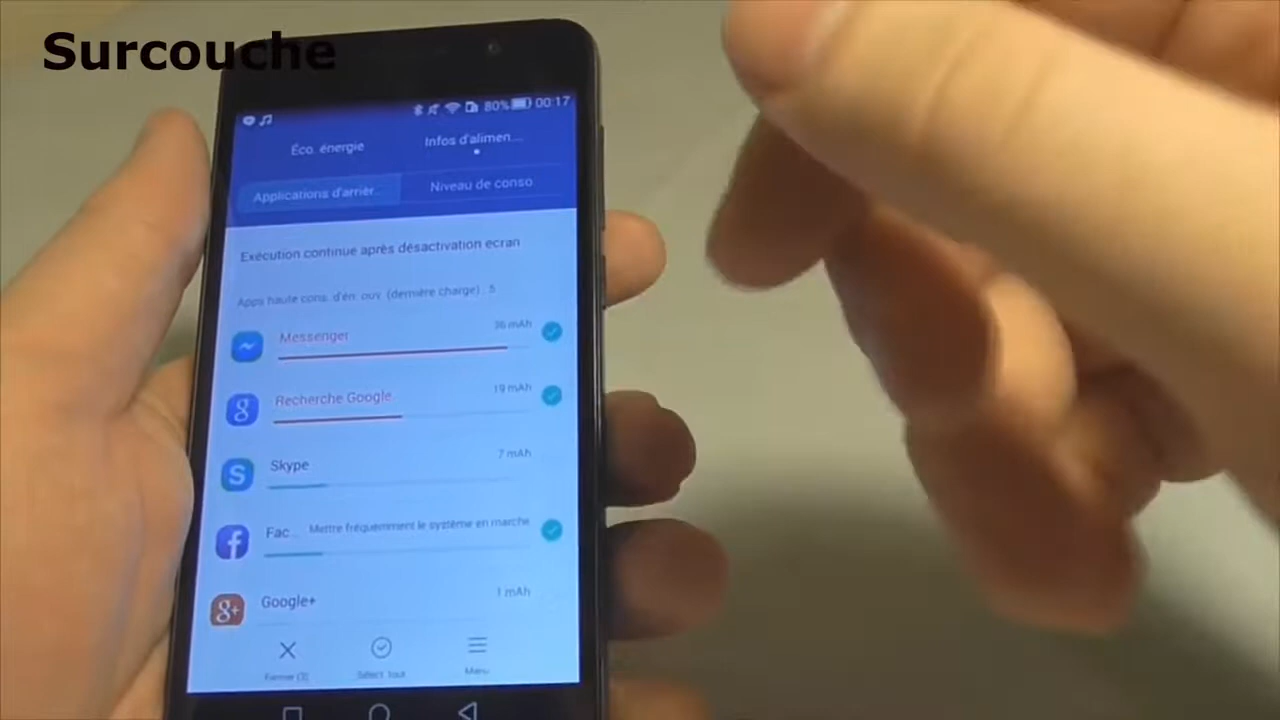 Surcouche
80% 00:17
Éco. énergie
Infos d'alimen...
Applications d'arrièr...
Niveau de conso
Exécution continue après désactivation écran
Apps haute cons. d'én. ouv. (dernière charge) : 5
Messenger
36 mAh
Recherche Google
19 mAh
Skype
7 mAh
Fac... Mettre fréquemment le système en marche
Google+
1 mAh
Fermer (3)
Sélect. tout
Menu